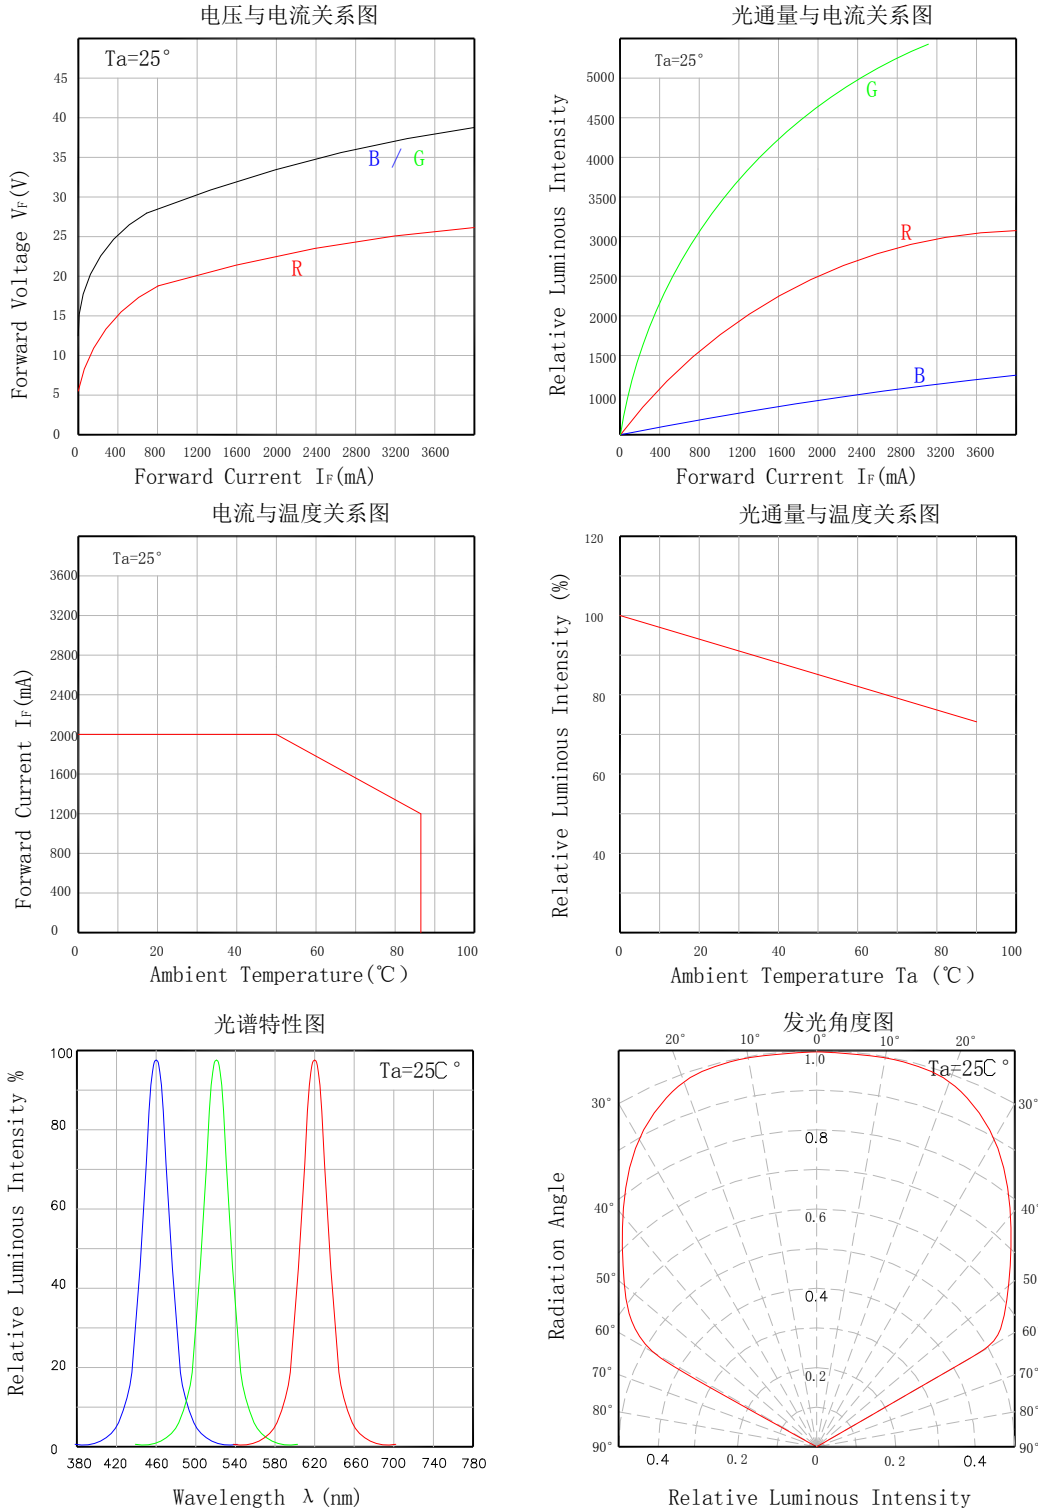 电压与电流关系图
Ta=25°
45
40
35
30
25
20
15
10
5
0
B / G
R
0 400 800 1200 1600 2000 2400 2800 3200 3600
Forward Voltage VF(V)
Forward Current IF(mA)
光通量与电流关系图
Ta=25°
5000
4500
4000
3500
3000
2500
2000
1500
1000
G
R
B
0 400 800 1200 1600 2000 2400 2800 3200 3600
Relative Luminous Intensity
Forward Current IF(mA)
电流与温度关系图
Ta=25°
3600
3200
2800
2400
2000
1600
1200
800
400
0
0 20 40 60 80 100
Forward Current IF(mA)
Ambient Temperature(℃)
光通量与温度关系图
120
100
80
60
40
0 20 40 60 80 100
Relative Luminous Intensity (%)
Ambient Temperature Ta (℃)
光谱特性图
Ta=25C°
100
80
60
40
20
0
380 420 460 500 540 580 620 660 700 740 780
Relative Luminous Intensity %
Wavelength λ (nm)
发光角度图
20° 10° 0° 10° 20°
Ta=25C°
1.0
30° 30°
0.8
40° 0.6 40°
50° 0.4 50
60° 60
70° 0.2 70°
80° 80°
90° 90°
0.4 0.2 0 0.2 0.4
Radiation Angle
Relative Luminous Intensity